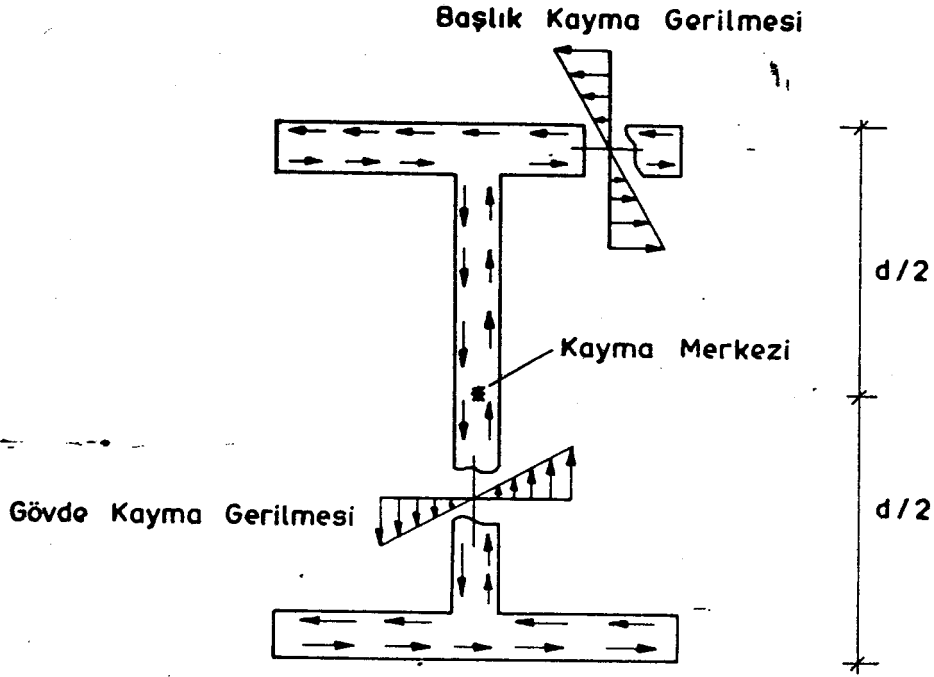 Başlık Kayma Gerilmesi
d/2
Kayma Merkezi
Gövde Kayma Gerilmesi
d/2